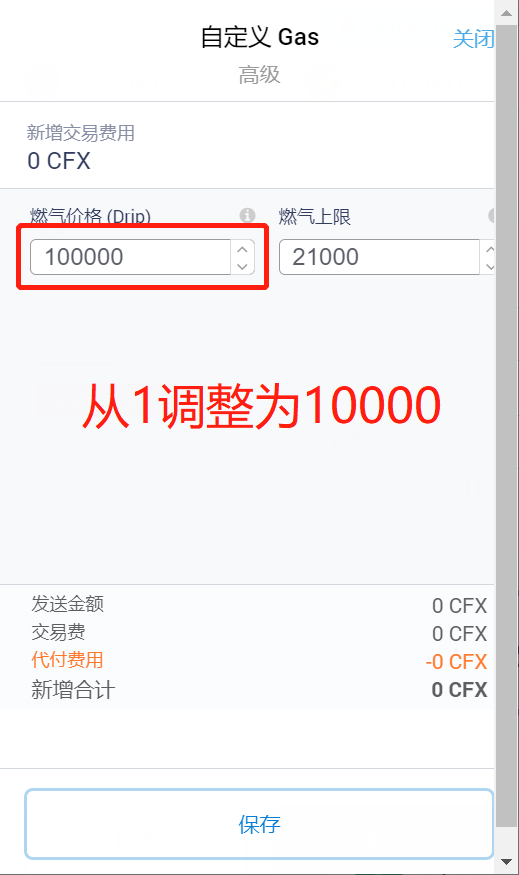 自定义 Gas
关闭
高级
新增交易费用
0 CFX
燃气价格 (Drip)
燃气上限
100000
21000
从1调整为10000
发送金额 0 CFX
交易费 0 CFX
代付费用 -0 CFX
新增合计 0 CFX
保存